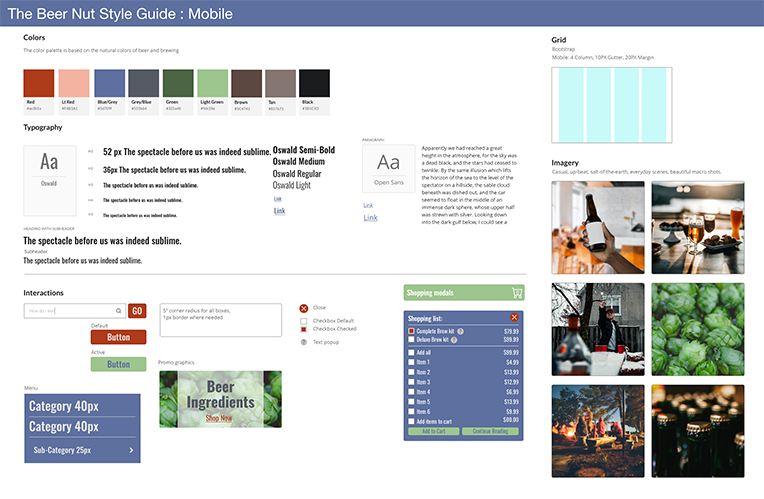 The Beer Nut Style Guide : Mobile
Colors
The color palette is based on the natural colors of beer and brewing
Red
Lt Red
Blue/Grey
Grey/Blue
Green
Light Green
Brown
Tan
Black
Typography
Aa
Oswald
52 px The spectacle before us was indeed sublime.
36px The spectacle before us was indeed sublime.
The spectacle before us was indeed sublime.
The spectacle before us was indeed sublime.
The spectacle before us was indeed sublime.
Oswald Semi-Bold
Oswald Medium
Oswald Regular
Oswald Light
Link
Link
PARAGRAPH
Aa
Open Sans
Link
Link
Apparently we had reached a great
height in the atmosphere, for the sky was
a dead black, and the stars had ceased to
twinkle. By the same illusion which lifts
the horizon of the sea to the level of the
spectator on a hillside, the sable cloud
beneath was dished out, and the car
seemed to float in the middle of an
immense dark sphere, whose upper half
was strewn with silver. Looking down
into the dark gulf below, I could see a
HEADING WITH SUBHEADER
The spectacle before us was indeed sublime.
Subheader
The spectacle before us was indeed sublime.
Interactions
GO
Default
Button
Active
Button
Menu
Category 40px
Category 40px
Sub-Category 25px
5° corner radius for all boxes,
1px border where needed
Promo graphics
Beer
Ingredients
Shop Now
Close
Checkbox Default
Checkbox Checked
? Text popup
Shopping modals
Shopping list:
Complete Brew kit ? $79.99
Deluxe Brew kit ? $99.99
Add all $99.99
Item 1 $4.99
Item 2 $13.99
Item 3 $12.99
Item 4 $6.99
Item 5 $13.99
Item 6 $9.99
Add items to cart $00.00
Add to Cart
Continue Reading
Grid
Bootstrap
Mobile: 4 Column, 10PX Gutter, 20PX Margin
Imagery
Casual, up-beat, salt-of-the-earth, everyday scenes, beautiful macro shots.